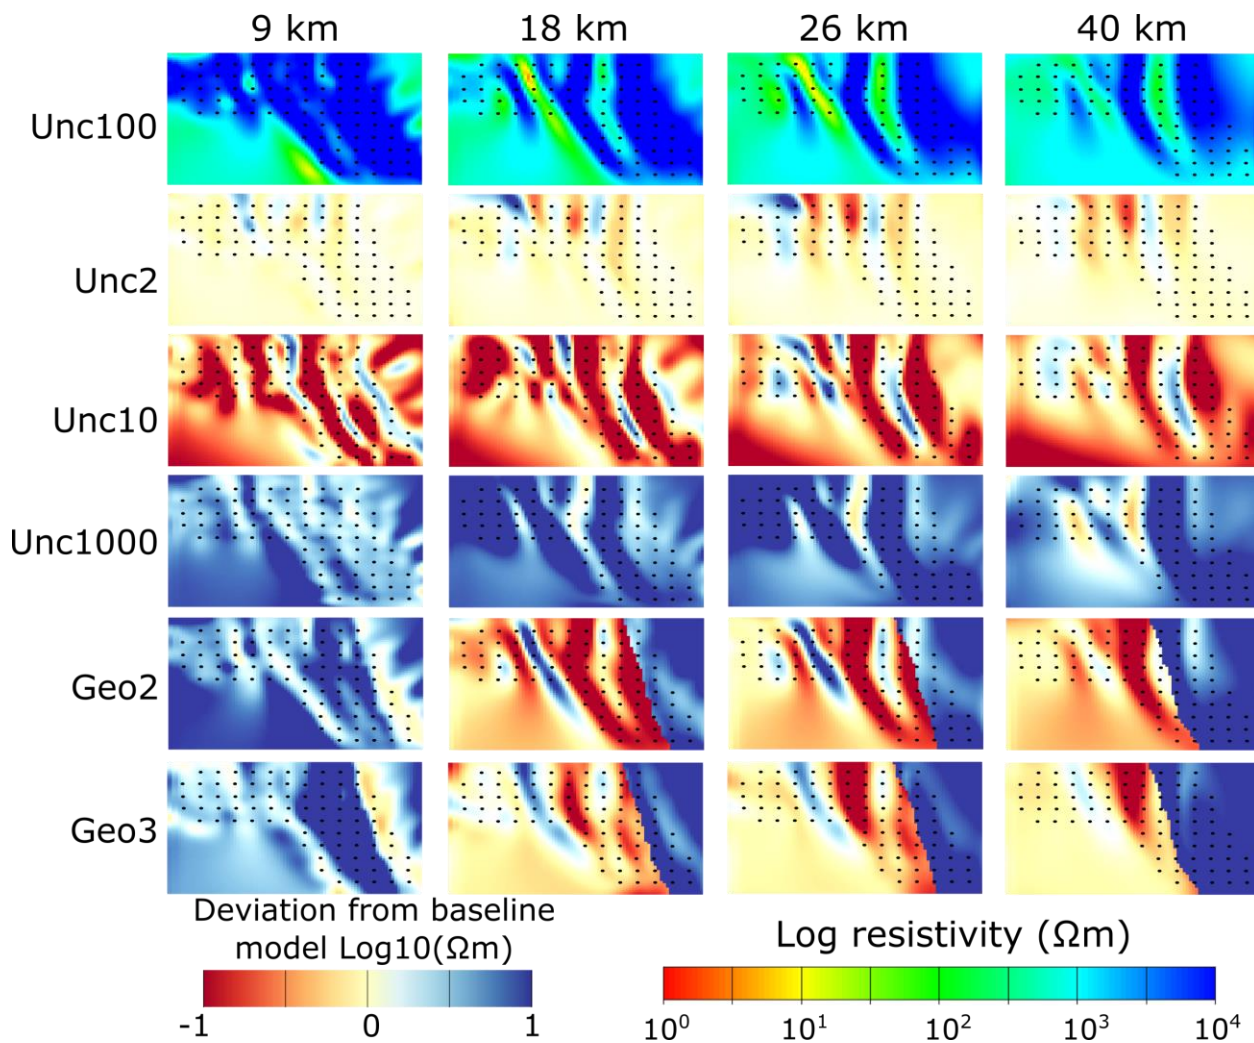 9 km 18 km 26 km 40 km
Unc100
Unc2
Unc10
Unc1000
Geo2
Geo3
Deviation from baseline
model Log10(Ωm)
-1 0 1
Log resistivity (Ωm)
10⁰ 10¹ 10² 10³ 10⁴